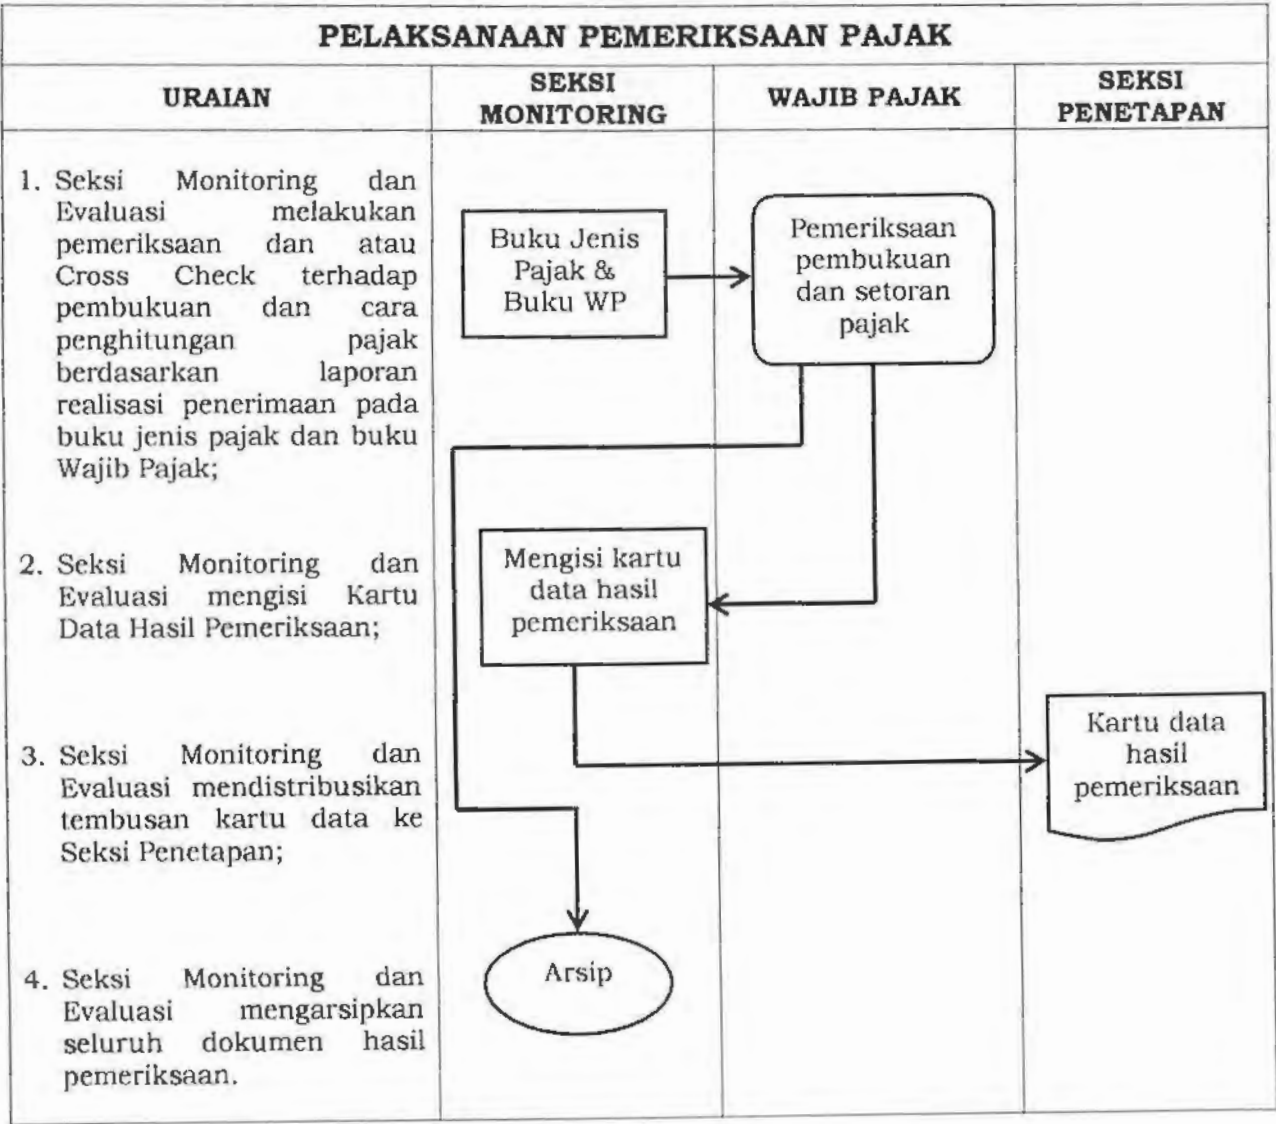 PELAKSANAAN PEMERIKSAAN PAJAK
URAIAN
SEKSI
MONITORING
WAJIB PAJAK
SEKSI
PENETAPAN
1. Seksi Monitoring dan
Evaluasi melakukan
pemeriksaan dan atau
Cross Check terhadap
pembukuan dan cara
penghitungan pajak
berdasarkan laporan
realisasi penerimaan pada
buku jenis pajak dan buku
Wajib Pajak;
Buku Jenis
Pajak &
Buku WP
Pemeriksaan
pembukuan
dan setoran
pajak
2. Seksi Monitoring dan
Evaluasi mengisi Kartu
Data Hasil Pemeriksaan;
Mengisi kartu
data hasil
pemeriksaan
3. Seksi Monitoring dan
Evaluasi mendistribusikan
tembusan kartu data ke
Seksi Penetapan;
Kartu data
hasil
pemeriksaan
4. Seksi Monitoring dan
Evaluasi mengarsipkan
seluruh dokumen hasil
pemeriksaan.
Arsip